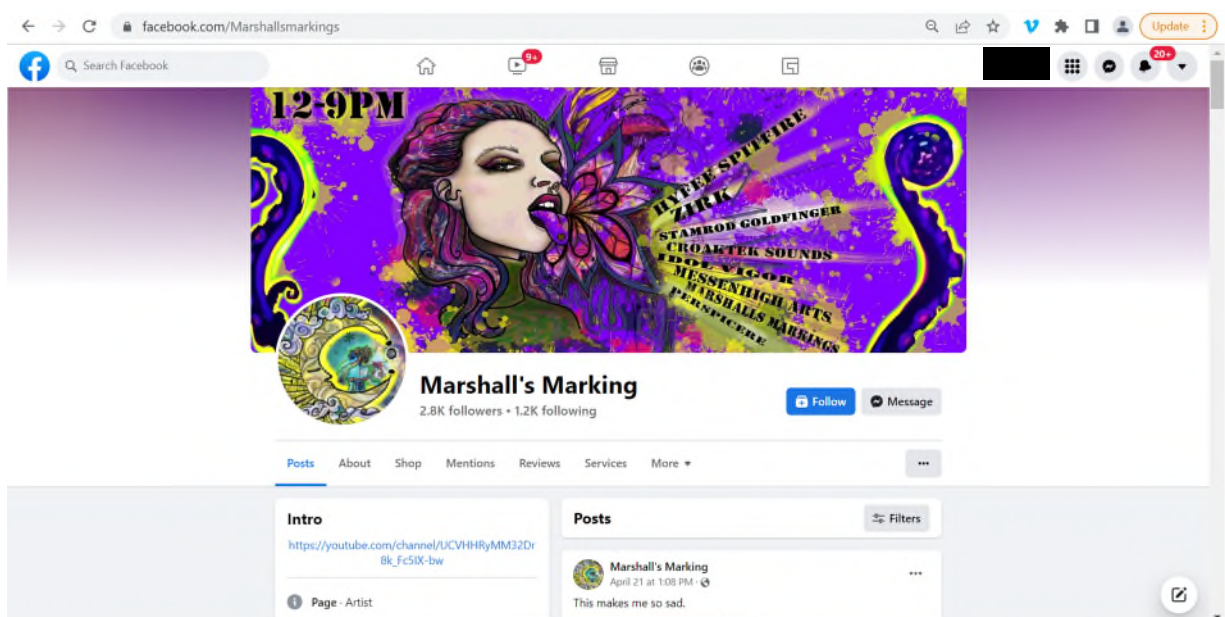 facebook.com/Marshallsmarkings
Update
Search Facebook
9+
20+
12-9PM
HYFEE SPITFIRE
ZIRK
STAMROD GOLDFINGER
CROAKTEK SOUNDS
IDOL VIGOR
MESSENHIGH ARTS
MARSHALLS MARKINGS
PERSPICERE
Marshall's Marking
2.8K followers • 1.2K following
Follow
Message
Posts About Shop Mentions Reviews Services More
Intro
https://youtube.com/channel/UCVHHRyMM32Dr
8k_Fc5IX-bw
Page · Artist
Posts
Filters
Marshall's Marking
April 21 at 1:08 PM ·
This makes me so sad.